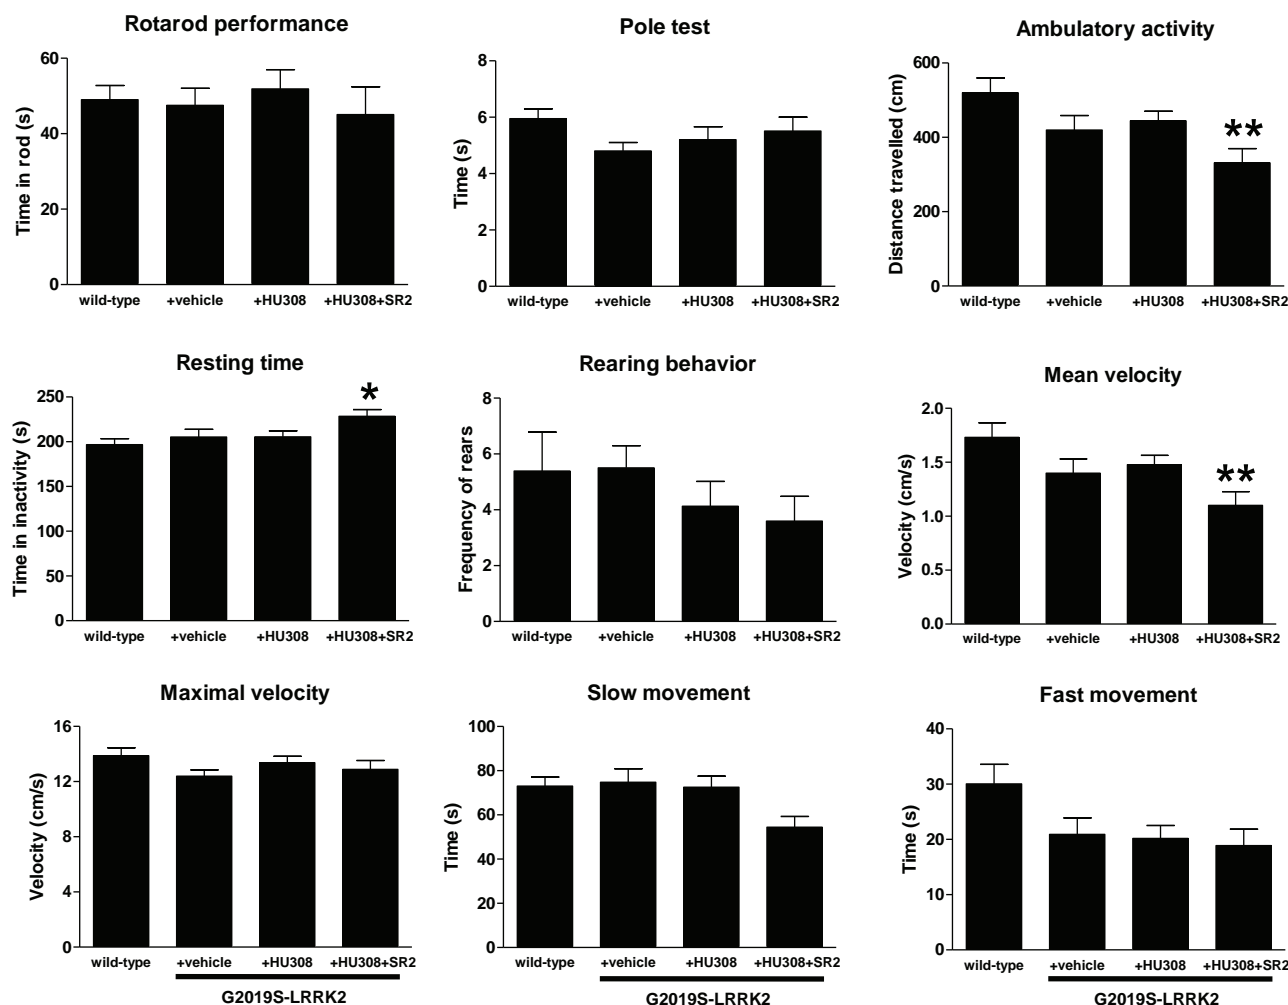 Rotarod performance
Time in rod (s)
60
40
20
0
wild-type +vehicle +HU308 +HU308+SR2
Pole test
Time (s)
8
6
4
2
0
wild-type +vehicle +HU308 +HU308+SR2
Ambulatory activity
Distance travelled (cm)
600
400
200
0
**
wild-type +vehicle +HU308 +HU308+SR2
Resting time
Time in inactivity (s)
250
200
150
100
50
0
*
wild-type +vehicle +HU308 +HU308+SR2
Rearing behavior
Frequency of rears
8
6
4
2
0
wild-type +vehicle +HU308 +HU308+SR2
Mean velocity
Velocity (cm/s)
2.0
1.5
1.0
0.5
0.0
**
wild-type +vehicle +HU308 +HU308+SR2
Maximal velocity
Velocity (cm/s)
16
12
8
4
0
wild-type +vehicle +HU308 +HU308+SR2
G2019S-LRRK2
Slow movement
Time (s)
100
80
60
40
20
0
wild-type +vehicle +HU308 +HU308+SR2
G2019S-LRRK2
Fast movement
Time (s)
40
30
20
10
0
wild-type +vehicle +HU308 +HU308+SR2
G2019S-LRRK2